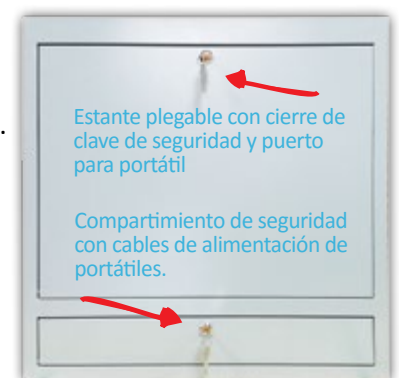 .
Estante plegable con cierre de
clave de seguridad y puerto
para portátil
Compartimiento de seguridad
con cables de alimentación de
portátiles.